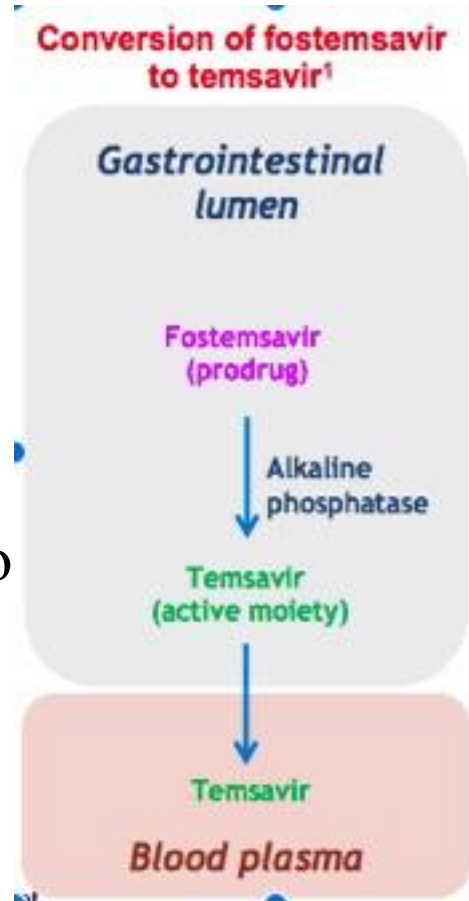 Conversion of fostemsavir
to temsavir¹
Gastrointestinal
lumen
Fostemsavir
(prodrug)
Alkaline
phosphatase
Temsavir
(active moiety)
Temsavir
Blood plasma